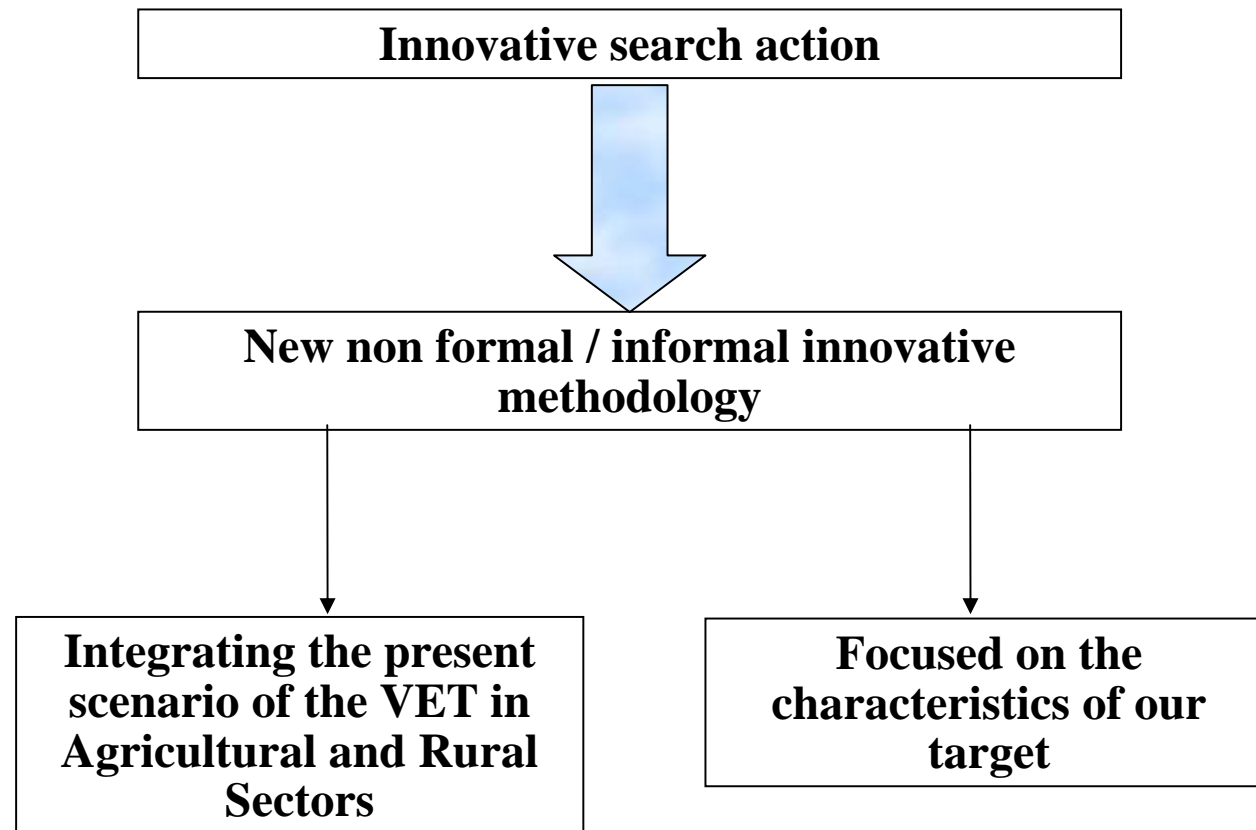 Innovative search action
New non formal / informal innovative
methodology
Integrating the present
scenario of the VET in
Agricultural and Rural
Sectors
Focused on the
characteristics of our
target